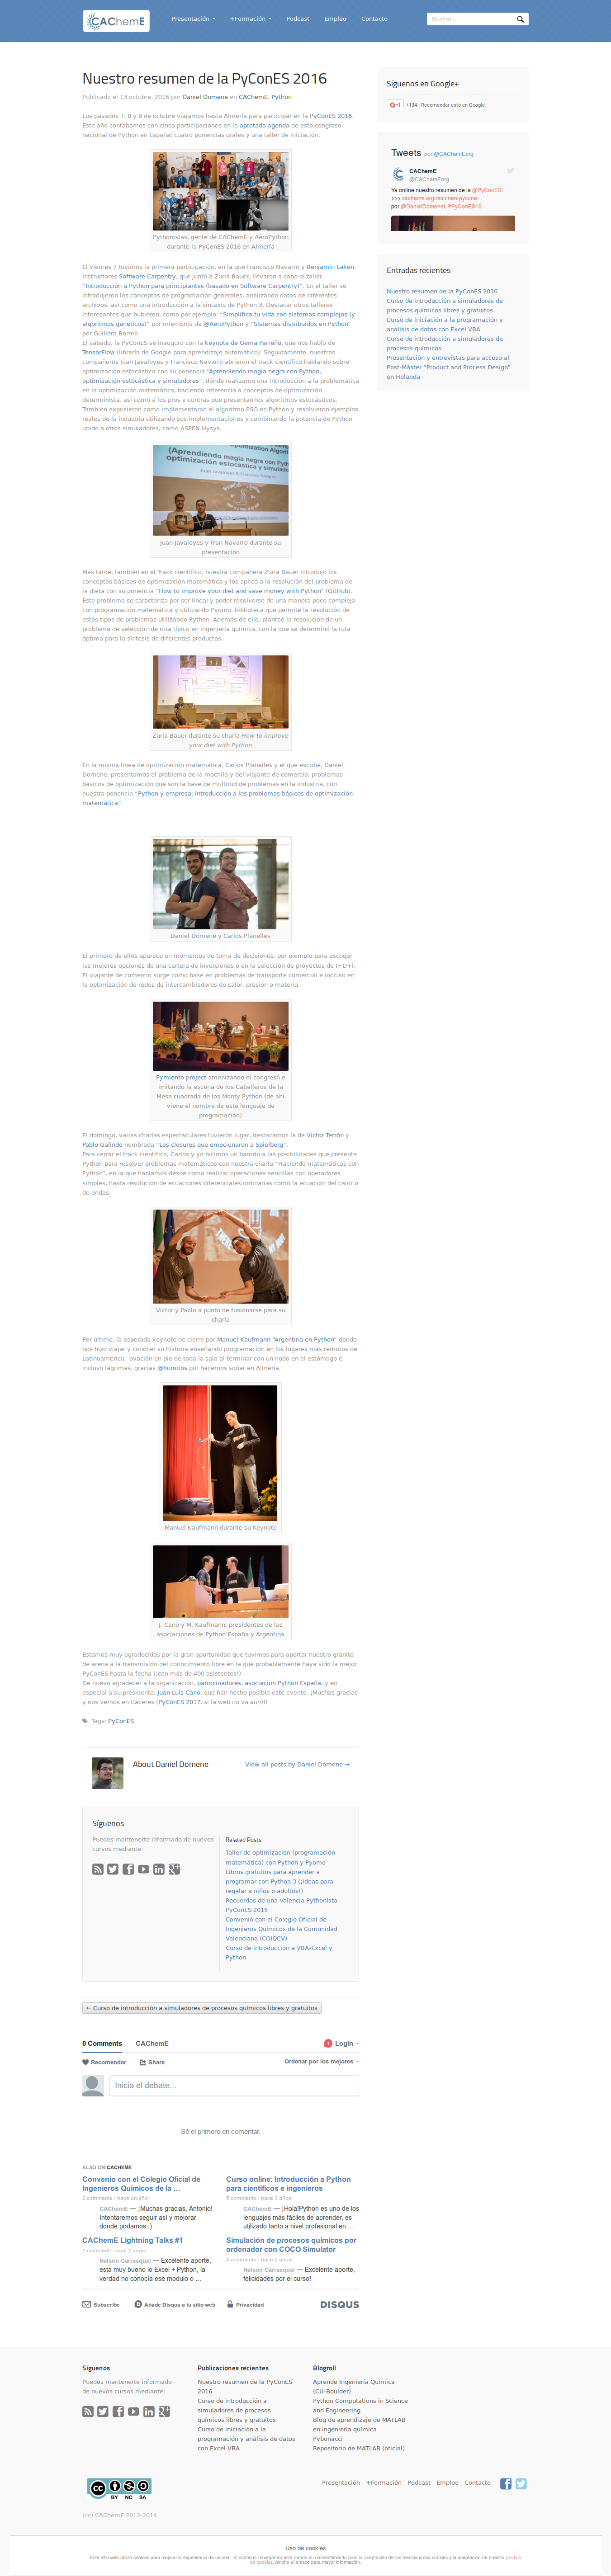 CAChemE
Presentación
+Formación
Podcast
Empleo
Contacto
Buscar...
Nuestro resumen de la PyConES 2016
Publicado el 13 octubre, 2016 por Daniel Domene en CAChemE, Python
Los pasados 7, 8 y 9 de octubre viajamos hasta Almería para participar en la PyConES 2016.
Este año contábamos con cinco participaciones en la apretada agenda de este congreso
nacional de Python en España: cuatro ponencias orales y una taller de iniciación.
Pythonistas, gente de CAChemE y AeroPython
durante la PyConES 2016 en Almería
El viernes 7 tuvimos la primera participación, en la que Francisco Navarro y Benjamin Laken,
instructores Software Carpentry, que junto a Zuria Bauer, llevaron a cabo el taller
“Introducción a Python para principiantes (basado en Software Carpentry)”. En el taller se
introdujeron los conceptos de programación generales, analizando datos de diferentes
archivos, así como una introducción a la sintaxis de Python 3. Destacar otros talleres
interesantes que hubieron, como por ejemplo: “Simplifica tu vida con sistemas complejos (y
algoritmos genéticos)” por miembros de @AeroPython y “Sistemas distribuidos en Python”
por Guillem Borrell.
El sábado, la PyConES se inauguró con la keynote de Gema Parreño, que nos habló de
TensorFlow (librería de Google para aprendizaje automático). Seguidamente, nuestros
compañeros Juan Javaloyes y Francisco Navarro abrieron el Track científico hablando sobre
optimización estocástica con su ponencia “Aprendiendo magia negra con Python,
optimización estocástica y simuladores”, dónde realizaron una introducción a la problemática
en la optimización matemática, haciendo referencia a conceptos de optimización
determinista, así como a los pros y contras que presentan los algoritmos estocásticos.
También expusieron como implementaron el algoritmo PSO en Python y resolvieron ejemplos
reales de la industria utilizando sus implementaciones y combinando la potencia de Python
unido a otros simuladores, como ASPEN Hysys.
Juan Javaloyes y Fran Navarro durante su
presentación
Más tarde, también en el Track científico, nuestra compañera Zuria Bauer introdujo los
conceptos básicos de optimización matemática y los aplicó a la resolución del problema de
la dieta con su ponencia “How to improve your diet and save money with Python” (GitHub).
Este problema se caracteriza por ser lineal y poder resolverse de una manera poco compleja
con programación matemática y utilizando Pyomo, biblioteca que permite la resolución de
estos tipos de problemas utilizando Python. Además de ello, planteó la resolución de un
problema de selección de ruta típico en ingeniería química, con la que se determinó la ruta
óptima para la síntesis de diferentes productos.
Zuria Bauer durante su charla How to improve
your diet with Python
En la misma línea de optimización matemática, Carlos Planelles y el que escribe, Daniel
Domene, presentamos el problema de la mochila y del viajante de comercio, problemas
básicos de optimización que son la base de multitud de problemas en la industria, con
nuestra ponencia “Python y empresa: introducción a los problemas básicos de optimización
matemática”.
Daniel Domene y Carlos Planelles
El primero de ellos aparece en momentos de toma de decisiones, por ejemplo para escoger
las mejores opciones de una cartera de inversiones o en la selección de proyectos de I+D+i.
El viajante de comercio surge como base en problemas de transporte comercial e incluso en
la optimización de redes de intercambiadores de calor, presión o materia.
Pymiento project amenizando el congreso e
imitando la escena de los Caballeros de la
Mesa cuadrada de los Monty Python (de ahí
viene el nombre de este lenguaje de
programación)
El domingo, varias charlas espectaculares tuvieron lugar, destacamos la de Victor Terrón y
Pablo Galindo nombrada “Los closures que emocionaron a Spielberg”.
Para cerrar el track científico, Carlos y yo hicimos un barrido a las posibilidades que presenta
Python para resolver problemas matemáticos con nuestra charla “Haciendo matemáticas con
Python”, en la que hablamos desde como realizar operaciones sencillas con operadores
simples, hasta resolución de ecuaciones diferenciales ordinarias como la ecuación del calor o
de ondas.
Victor y Pablo a punto de fusionarse para su
charla
Por último, la esperada keynote de cierre por Manuel Kaufmann “Argentina en Python” donde
nos hizo viajar y conocer su historia enseñando programación en los lugares más remotos de
Latinoamérica –ovación en pie de toda la sala al terminar con un nudo en el estómago e
incluso lágrimas, gracias @humitos por hacernos soñar en Almería.
Manuel Kaufmann durante su Keynote
J. Cano y M. Kaufmann: presidentes de las
asociaciones de Python España y Argentina
Estamos muy agradecidos por la gran oportunidad que tuvimos para aportar nuestro granito
de arena a la transmisión del conocimiento libre en la que probablemente haya sido la mejor
PyConES hasta la fecha (¡con más de 400 asistentes!)
De nuevo agradecer a la organización, patrocinadores, asociación Python España, y en
especial a su presidente, Juan Luis Cano, que han hecho posible este evento. ¡Muchas gracias
y nos vemos en Cáceres (PyConES 2017, sí la web no va aún)!!
Tags: PyConES
About Daniel Domene
View all posts by Daniel Domene →
Síguenos
Puedes mantenerte informado de nuevos
cursos mediante:
Related Posts:
Taller de optimización (programación
matemática) con Python y Pyomo
Libros gratuitos para aprender a
programar con Python 3 (¡ideas para
regalar a niños o adultos!)
Recuerdos de una Valencia Pythonista –
PyConES 2015
Convenio con el Colegio Oficial de
Ingenieros Químicos de la Comunidad
Valenciana (COIQCV)
Curso de introducción a VBA-Excel y
Python
← Curso de introducción a simuladores de procesos químicos libres y gratuitos
0 Comments
CAChemE
1 Login
Recomendar
Share
Ordenar por los mejores
Inicia el debate...
Sé el primero en comentar.
ALSO ON CACHEME
Convenio con el Colegio Oficial de
Ingenieros Químicos de la …
2 comments • hace un año•
CAChemE — ¡Muchas gracias, Antonio!
Intentaremos seguir así y mejorar
donde podamos :)
Curso online: Introducción a Python
para científicos e ingenieros
5 comments • hace 3 años•
CAChemE — ¡Hola!Python es uno de los
lenguajes más fáciles de aprender, es
utilizado tanto a nivel profesional en …
CAChemE Lightning Talks #1
1 comment • hace 2 años•
Nelson Carrasquel — Excelente aporte,
esta muy bueno lo Excel + Python, la
verdad no conocía ese modulo o …
Simulación de procesos químicos por
ordenador con COCO Simulator
4 comments • hace 2 años•
Nelson Carrasquel — Excelente aporte,
felicidades por el curso!
Subscribe
Añade Disqus a tu sitio web
Privacidad
DISQUS
Síguenos en Google+
G+1
+134
Recomendar esto en Google
Tweets por @CAChemEorg
CAChemE
@CAChemEorg
Ya online nuestro resumen de la @PyConES:
>>> cacheme.org/resumen-pycone...
por @DanielDomeneL #PyConES16
Entradas recientes
Nuestro resumen de la PyConES 2016
Curso de introducción a simuladores de
procesos químicos libres y gratuitos
Curso de iniciación a la programación y
análisis de datos con Excel VBA
Curso de introducción a simuladores de
procesos químicos
Presentación y entrevistas para acceso al
Post-Máster “Product and Process Design”
en Holanda
Síguenos
Puedes mantenerte informado
de nuevos cursos mediante:
Publicaciones recientes
Nuestro resumen de la PyConES
2016
Curso de introducción a
simuladores de procesos
químicos libres y gratuitos
Curso de iniciación a la
programación y análisis de datos
con Excel VBA
Blogroll
Aprende Ingeniería Química
(CU-Boulder)
Python Computations in Science
and Engineering
Blog de aprendizaje de MATLAB
en ingeniería química
Pybonacci
Repositorio de MATLAB (oficial)
cc BY NC SA
(cc) CAChemE 2012-2014
Presentación
+Formación
Podcast
Empleo
Contacto
Uso de cookies
Este sitio web utiliza cookies para mejorar la experiencia de usuario. Si continúa navegando está dando su consentimiento para la aceptación de las mencionadas cookies y la aceptación de nuestra política
de cookies, pinche el enlace para mayor información.